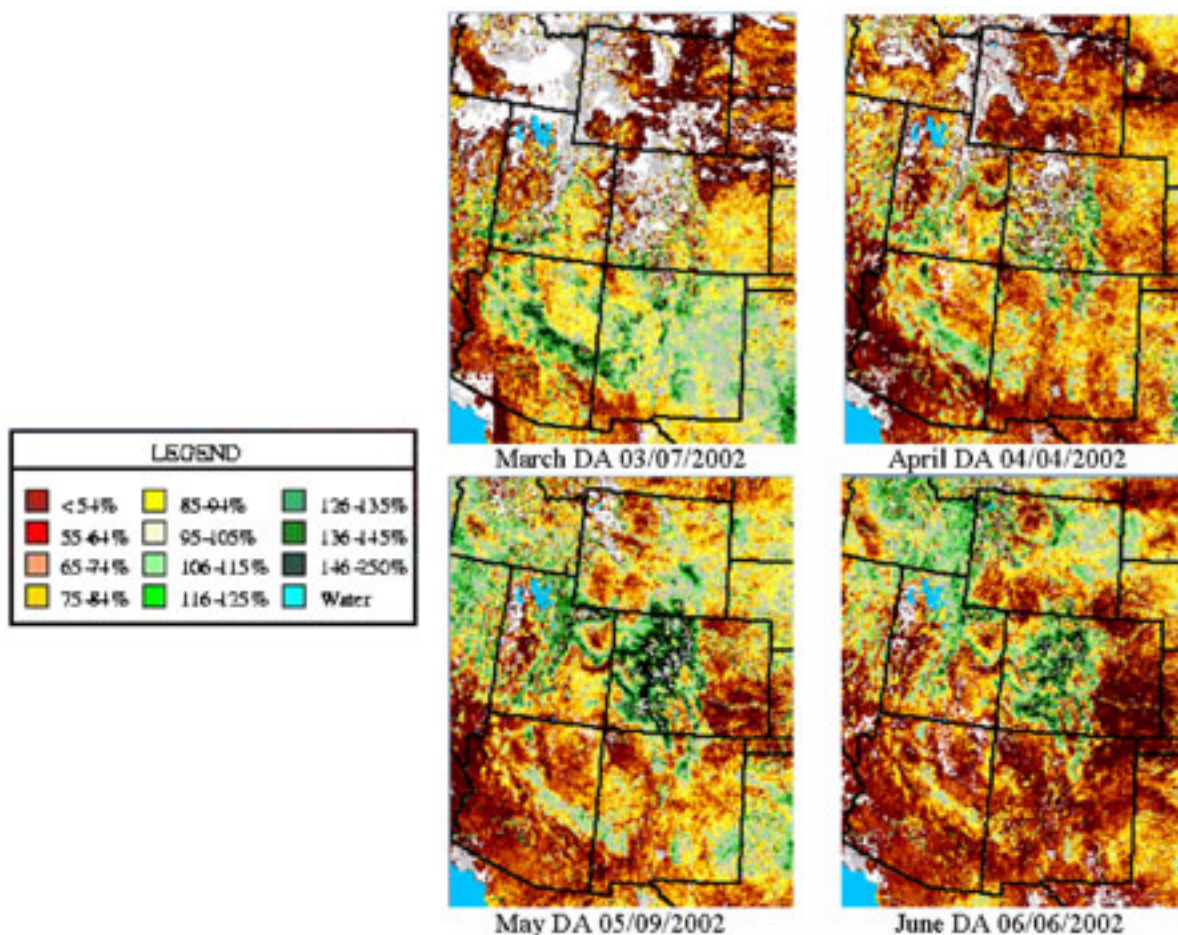 March DA 03/07/2002
April DA 04/04/2002
LEGEND
<54%
55-64%
65-74%
75-84%
85-94%
95-105%
106-115%
116-125%
126-135%
136-145%
146-250%
Water
May DA 05/09/2002
June DA 06/06/2002